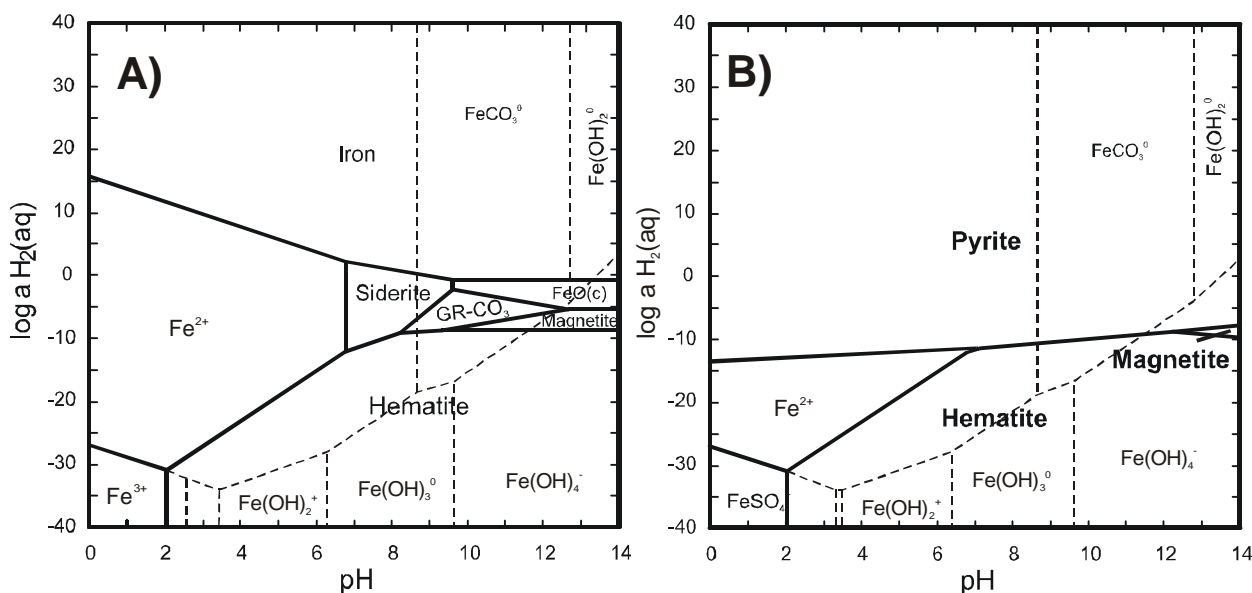 A)
40
30
20
10
0
-10
-20
-30
-40
log a H2(aq)
Iron
FeCO₃⁰
Fe(OH)₂⁰
Fe²⁺
Siderite
GR-CO₃
FeO(c)
Magnetite
Hematite
Fe³⁺
Fe(OH)₂⁺
Fe(OH)₃⁰
Fe(OH)₄⁻
0 2 4 6 8 10 12 14
pH
B)
40
30
20
10
0
-10
-20
-30
-40
log a H₂(aq)
FeCO₃⁰
Fe(OH)₂⁰
Pyrite
Magnetite
Fe²⁺
Hematite
FeSO₄
Fe(OH)₂⁺
Fe(OH)₃⁰
Fe(OH)₄⁻
0 2 4 6 8 10 12 14
pH